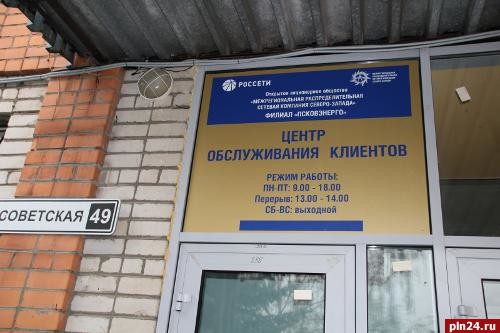 РОССЕТИ
Открытое акционерное общество
«МЕЖРЕГИОНАЛЬНАЯ РАСПРЕДЕЛИТЕЛЬНАЯ
СЕТЕВАЯ КОМПАНИЯ СЕВЕРО-ЗАПАДА»
ФИЛИАЛ «ПСКОВЭНЕРГО»
ЦЕНТР
ОБСЛУЖИВАНИЯ КЛИЕНТОВ
РЕЖИМ РАБОТЫ:
ПН-ПТ: 9.00 - 18.00
Перерыв: 13.00 - 14.00
СБ-ВС: выходной
СОВЕТСКАЯ 49
pln24.ru